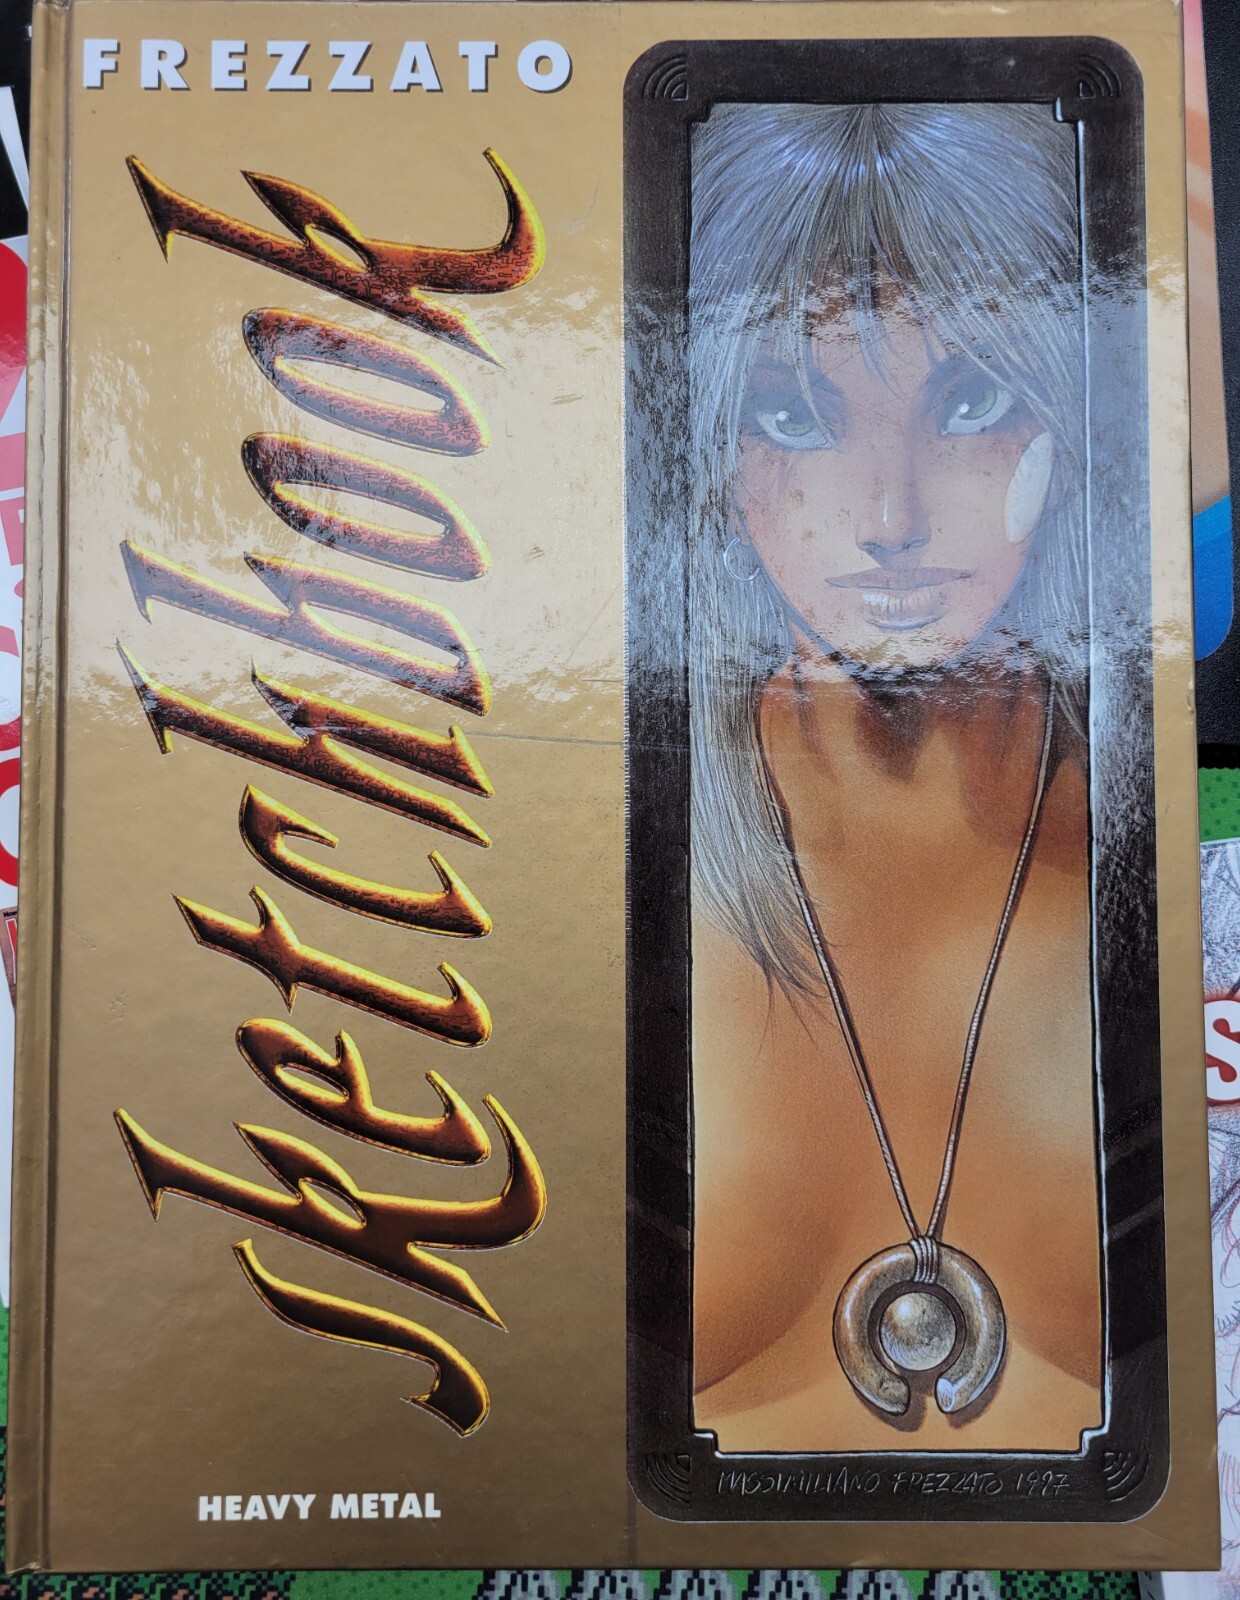 FREZZATO
Sketchbook
HEAVY METAL
MASSIMILIANO FREZZATO 1997
S